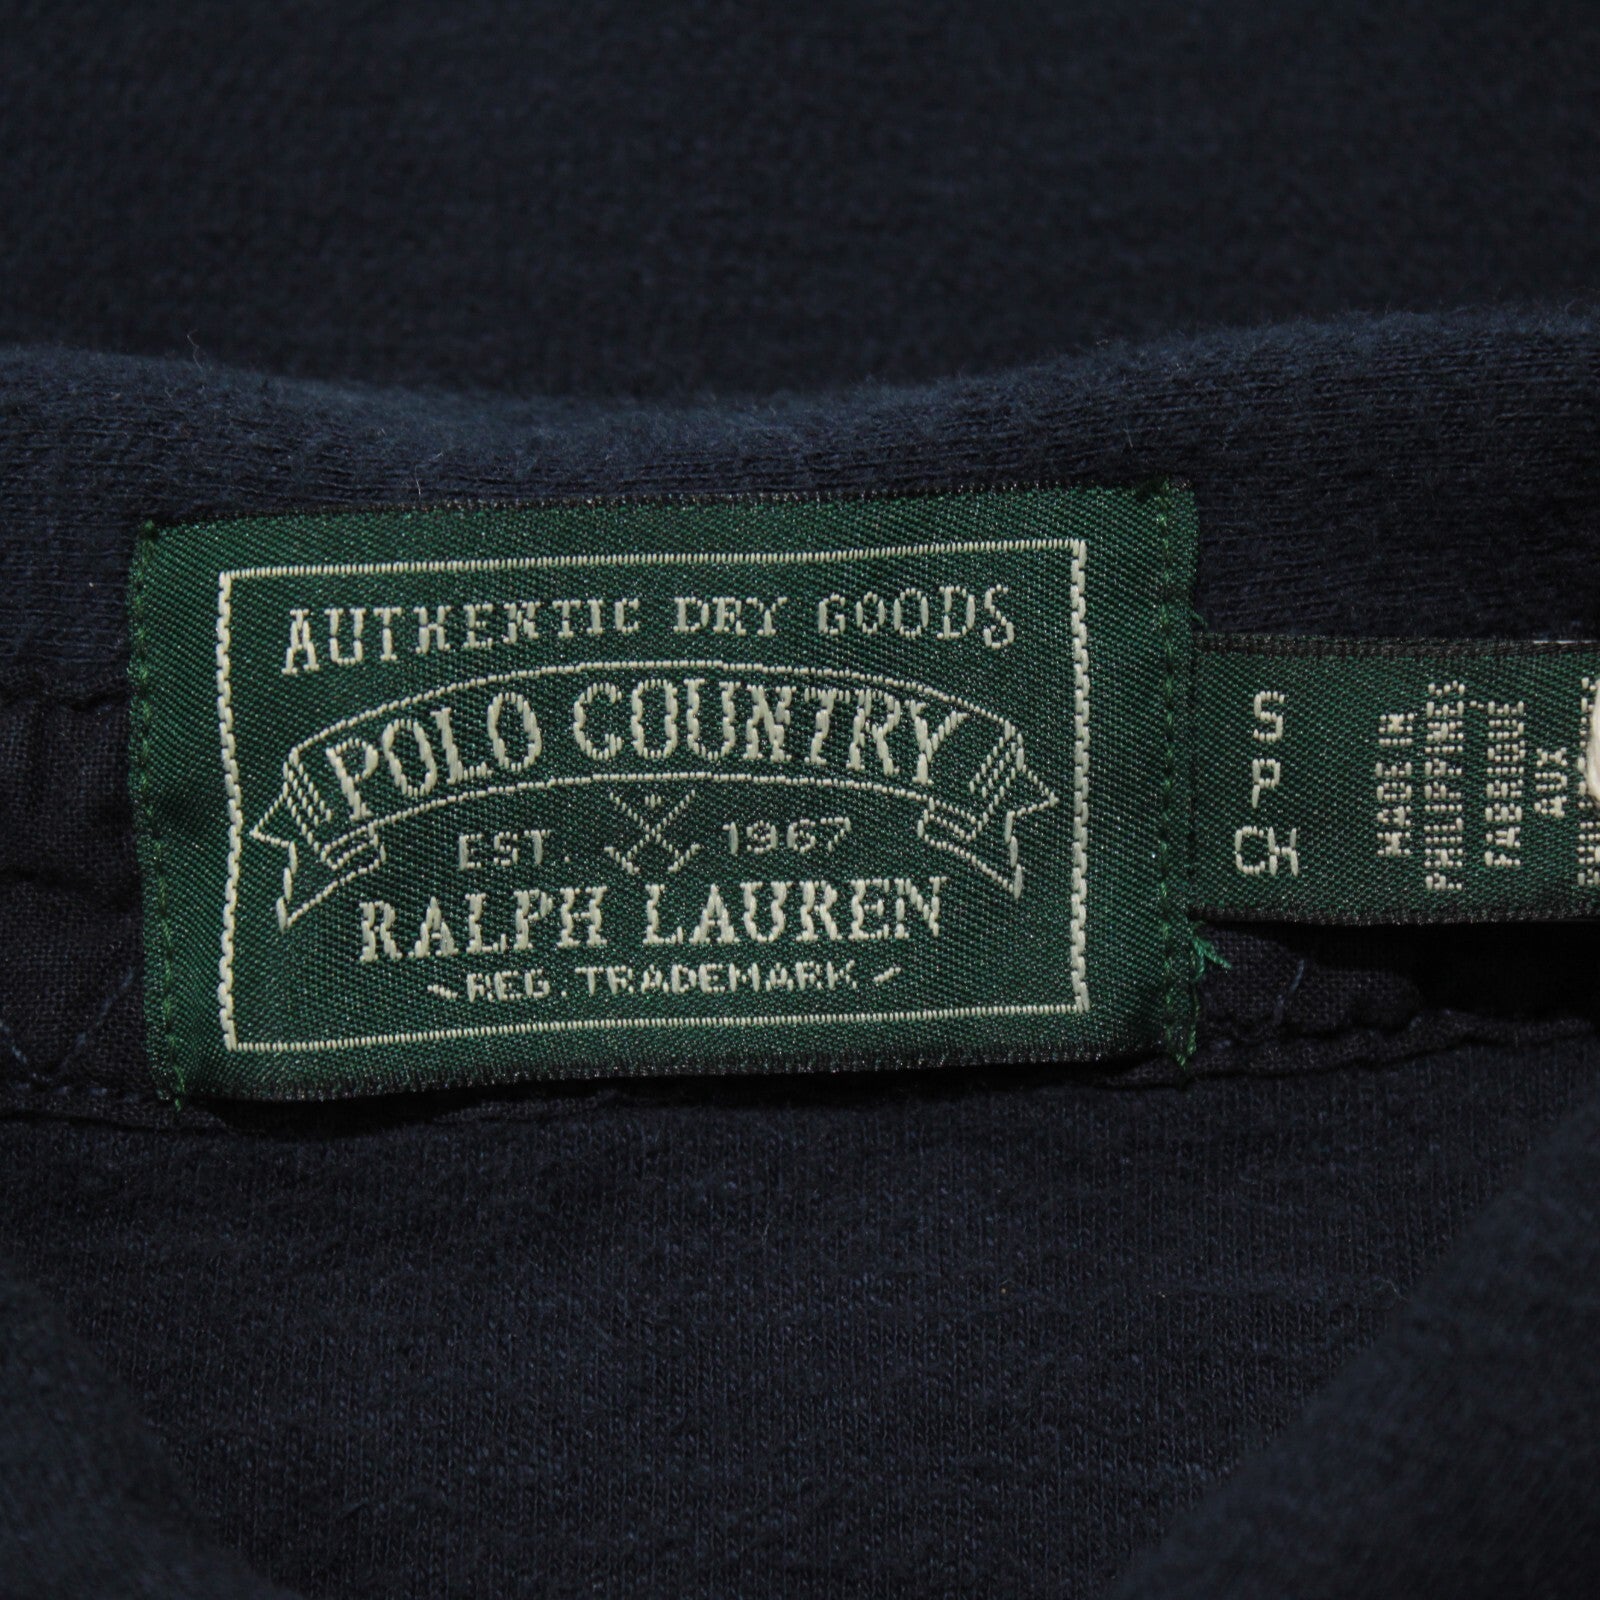 AUTHENTIC DRY GOODS
POLO COUNTRY
EST. 1967
RALPH LAUREN
REG. TRADEMARK
S
P
CH
MADE IN
PHILIPPINES
FABRIQUE
AUX